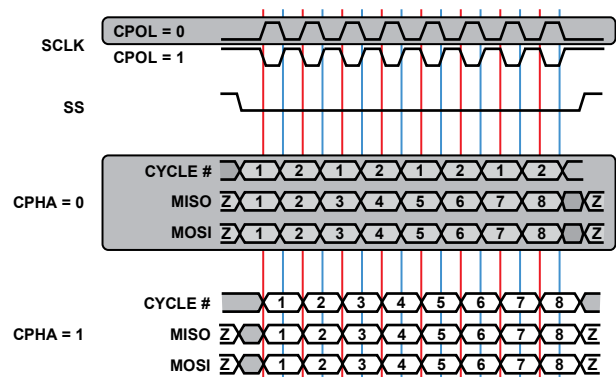 CPOL = 0
SCLK
CPOL = 1
SS
CYCLE # 1 2 1 2 1 2 1 2
CPHA = 0 MISO Z 1 2 3 4 5 6 7 8 Z
MOSI Z 1 2 3 4 5 6 7 8 Z
CYCLE # 1 2 3 4 5 6 7 8
CPHA = 1 MISO Z 1 2 3 4 5 6 7 8 Z
MOSI Z 1 2 3 4 5 6 7 8 Z